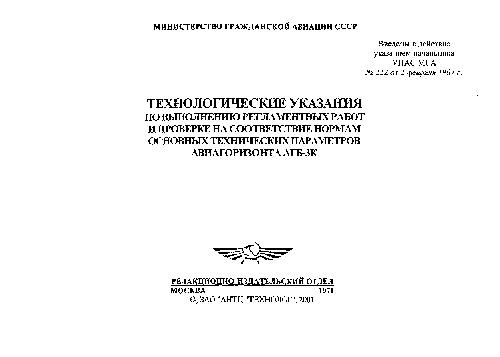 МИНИСТЕРСТВО ГРАЖДАНСКОЙ АВИАЦИИ СССР
Введены в действие
указанием начальника
УНАС МГА
№ 222 от 2 февраля г.
ТЕХНОЛОГИЧЕСКИЕ УКАЗАНИЯ
ПО ВЫПОЛНЕНИЮ РЕГЛАМЕНТНЫХ РАБОТ
И ПРОВЕРКЕ НА СООТВЕТСТВИЕ НОРМАМ
ОСНОВНЫХ ТЕХНИЧЕСКИХ ПАРАМЕТРОВ
АВИАГОРИЗОНТА АГБ-3К
РЕДАКЦИОННО-ИЗДАТЕЛЬСКИЙ ОТДЕЛ
МОСКВА 1971
ЗАО "АНТЦ "ТЕХНОЛОГ", 2001